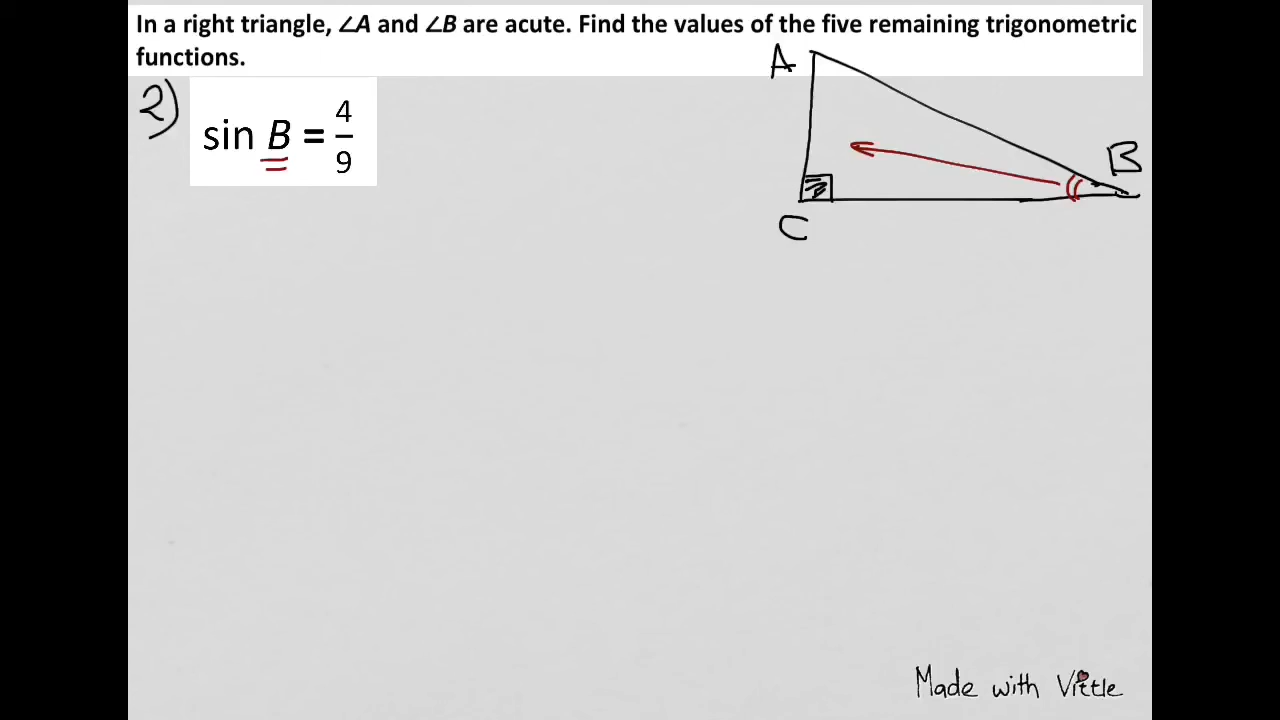 In a right triangle, ∠A and ∠B are acute. Find the values of the five remaining trigonometric
functions.
A
2)
sin B = 4/9
B
C
Made with Vittle